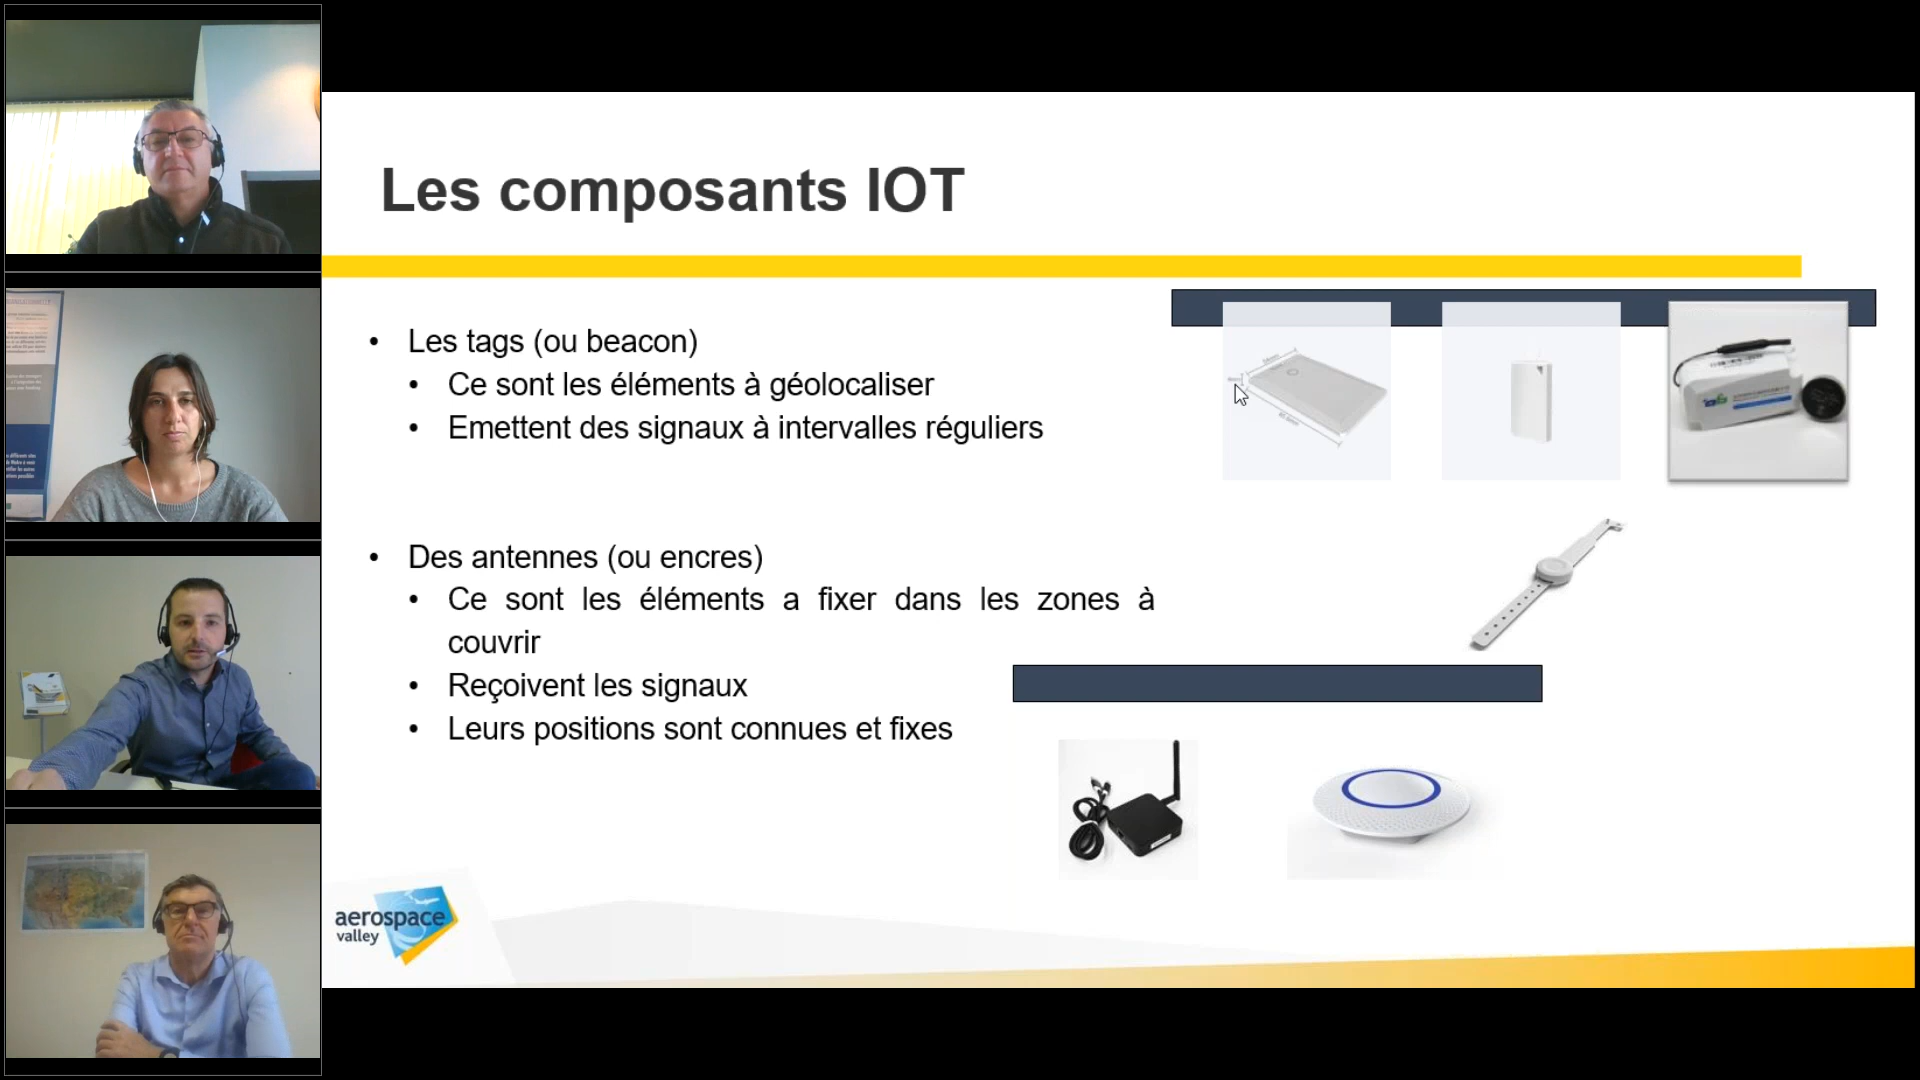 Les composants IOT
• Les tags (ou beacon)
• Ce sont les éléments à géolocaliser
• Emettent des signaux à intervalles réguliers
• Des antennes (ou encres)
• Ce sont les éléments a fixer dans les zones à
couvrir
• Reçoivent les signaux
• Leurs positions sont connues et fixes
aerospace
valley